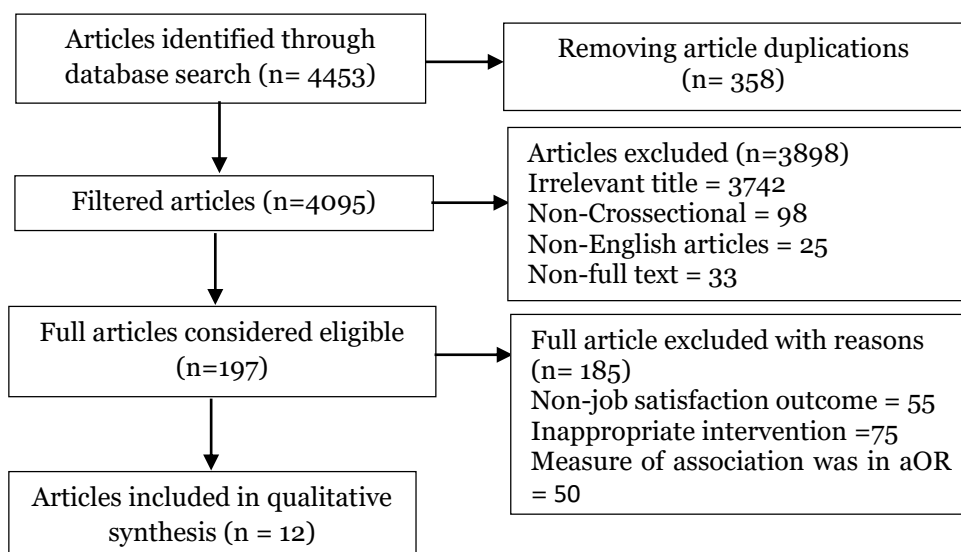 Articles identified through
database search (n= 4453)
Removing article duplications
(n= 358)
Filtered articles (n=4095)
Articles excluded (n=3898)
Irrelevant title = 3742
Non-Crossectional = 98
Non-English articles = 25
Non-full text = 33
Full articles considered eligible
(n=197)
Full article excluded with reasons
(n= 185)
Non-job satisfaction outcome = 55
Inappropriate intervention =75
Measure of association was in aOR
= 50
Articles included in qualitative
synthesis (n = 12)